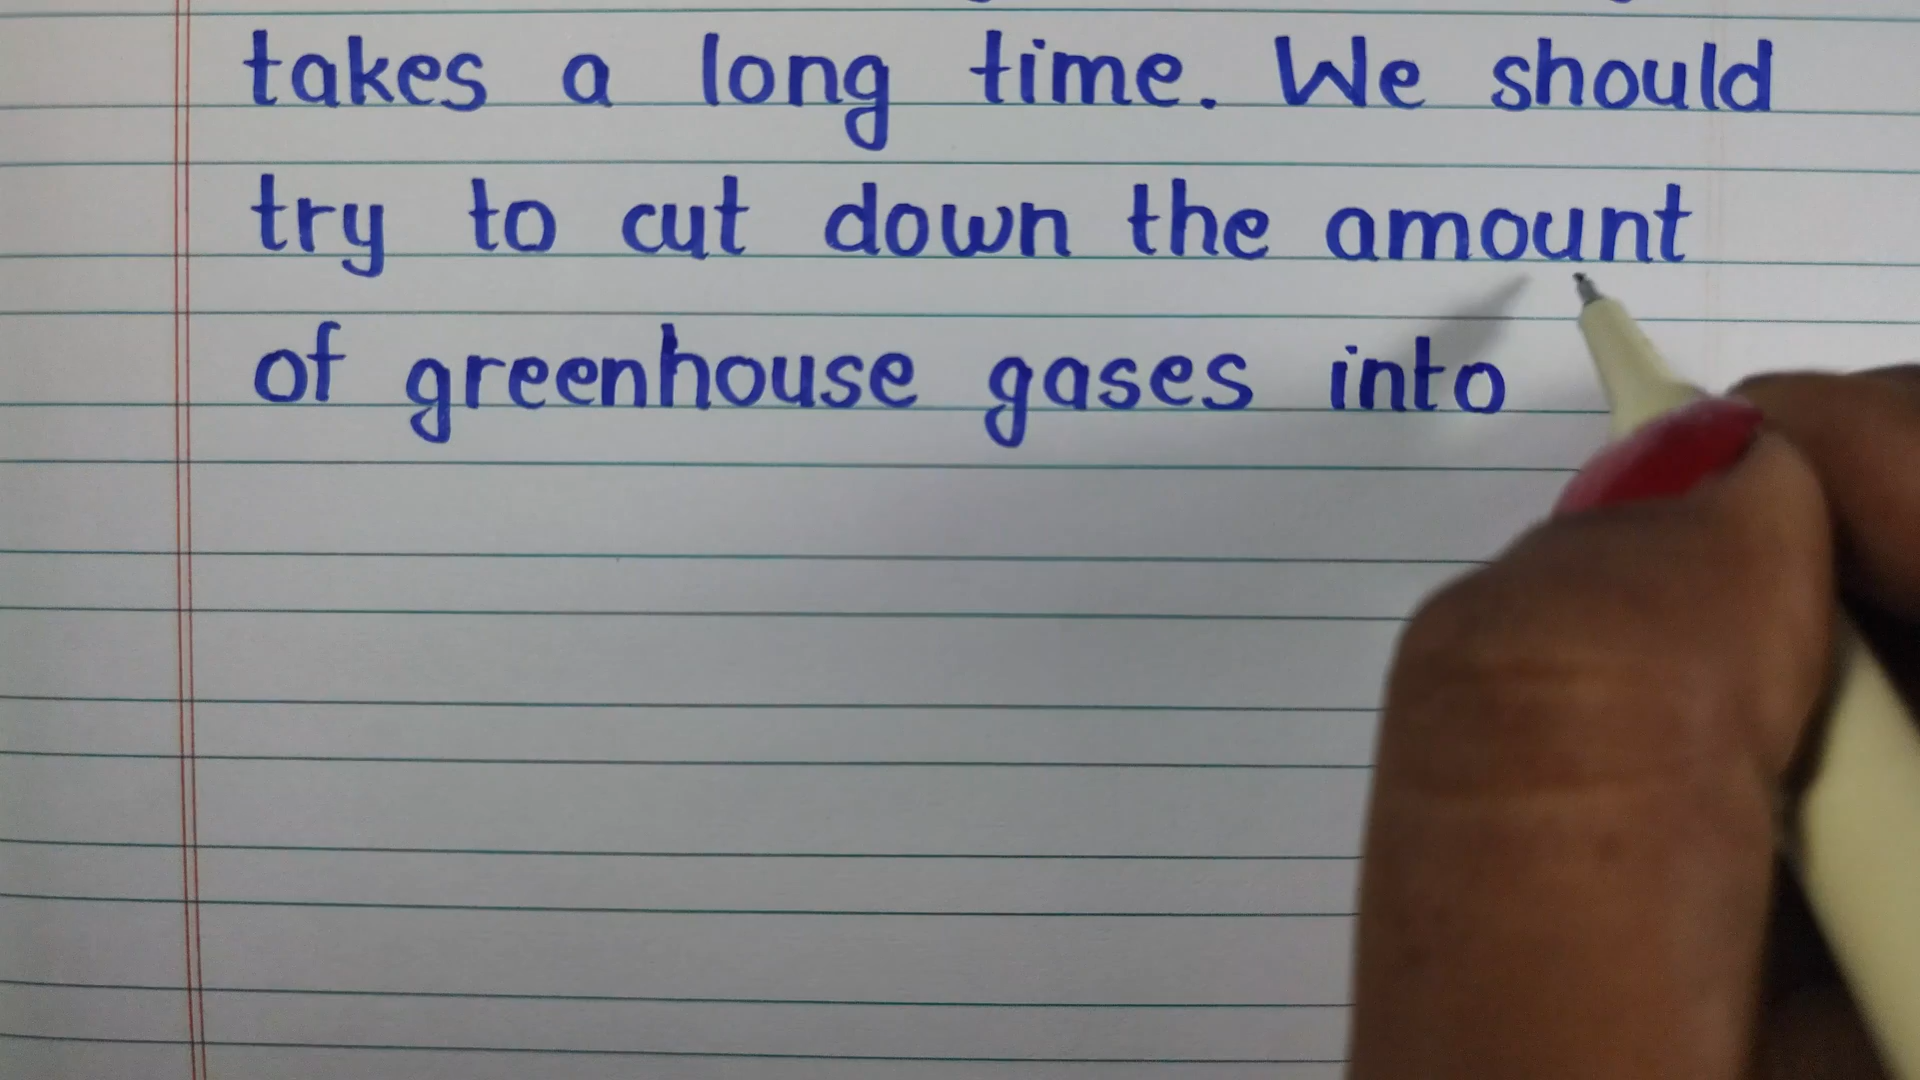 takes a long time. We should
try to cut down the amount
of greenhouse gases into